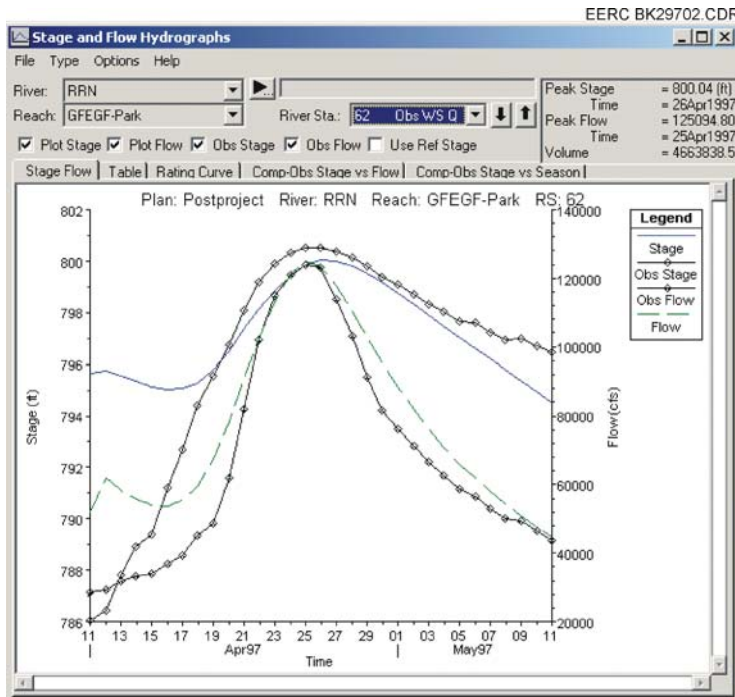 EERC BK29702.CDR
Stage and Flow Hydrographs
File Type Options Help
River: RRN
Reach: GFEGF-Park River Sta.: 62 Obs WS Q
Plot Stage Plot Flow Obs Stage Obs Flow Use Ref Stage
Peak Stage = 800.04 (ft)
Time = 26Apr1997
Peak Flow = 125094.80
Time = 25Apr1997
Volume = 4663838.5
Stage Flow Table Rating Curve Comp-Obs Stage vs Flow Comp-Obs Stage vs Season
Plan: Postproject River: RRN Reach: GFEGF-Park RS: 62
802
800
798
796
794
792
790
788
786
Stage (ft)
140000
120000
100000
80000
60000
40000
20000
Flow (cfs)
Legend
Stage
Obs Stage
Obs Flow
Flow
11 13 15 17 19 21 23 25 27 29 01 03 05 07 09 11
Apr97 May97
Time